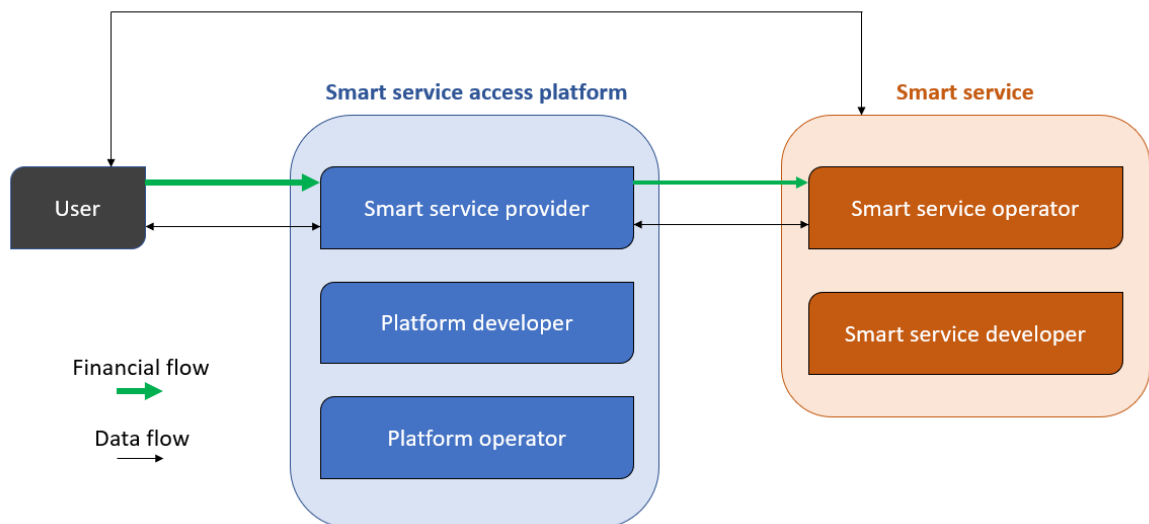 Smart service access platform
Smart service
User
Smart service provider
Smart service operator
Platform developer
Smart service developer
Financial flow
Data flow
Platform operator